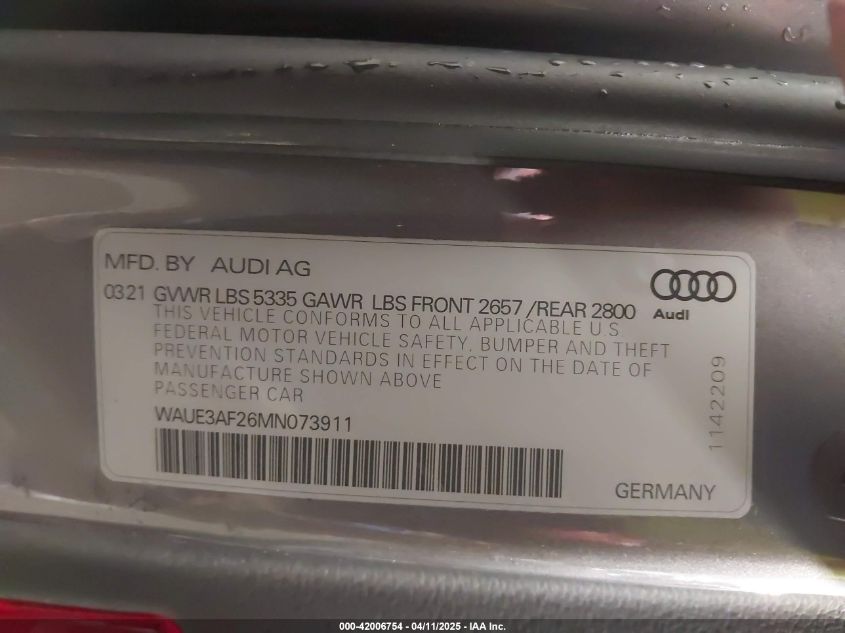 MFD. BY AUDI AG
0321 GVWR LBS 5335 GAWR LBS FRONT 2657 /REAR 2800
Audi
THIS VEHICLE CONFORMS TO ALL APPLICABLE U.S.
FEDERAL MOTOR VEHICLE SAFETY, BUMPER AND THEFT
PREVENTION STANDARDS IN EFFECT ON THE DATE OF
MANUFACTURE SHOWN ABOVE
PASSENGER CAR
WAUE3AF26MN073911
1142209
GERMANY
000-42006754 - 04/11/2025 - IAA Inc.